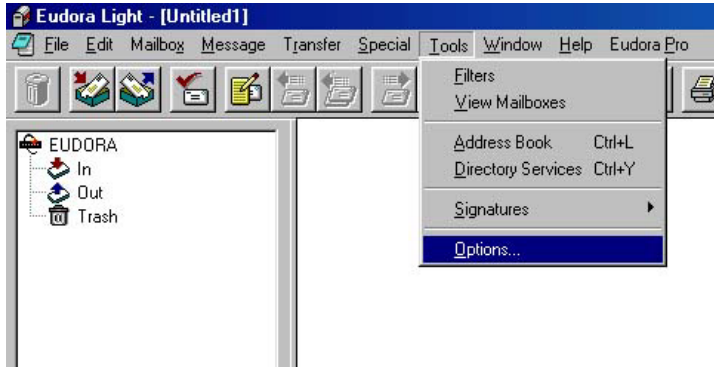 Eudora Light - [Untitled1]
File Edit Mailbox Message Transfer Special Tools Window Help Eudora Pro
Filters
View Mailboxes
Address Book Ctrl+L
Directory Services Ctrl+Y
Signatures
Options...
EUDORA
In
Out
Trash